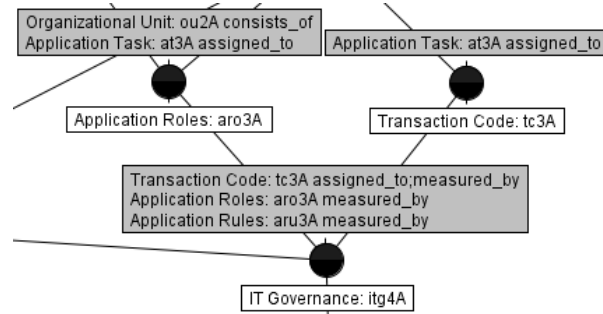 Organizational Unit: ou2A consists_of
Application Task: at3A assigned_to
Application Task: at3A assigned_to
Application Roles: aro3A
Transaction Code: tc3A
Transaction Code: tc3A assigned_to;measured_by
Application Roles: aro3A measured_by
Application Rules: aru3A measured_by
IT Governance: itg4A